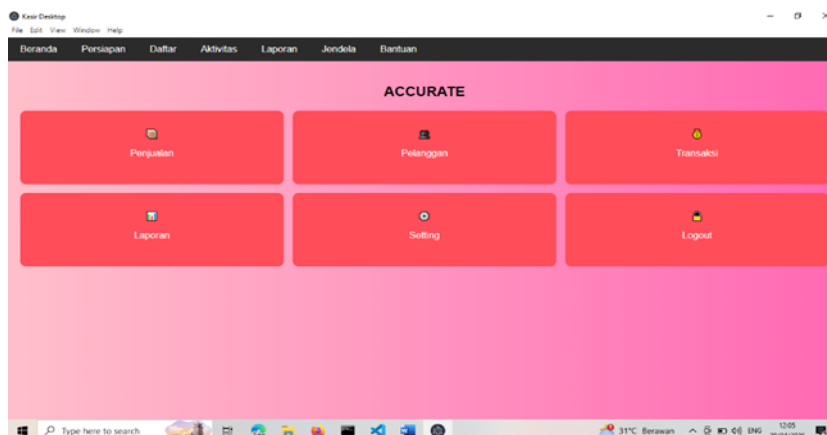 Kasir Desktop
File Edit View Window Help
Beranda Persiapan Daftar Aktivitas Laporan Jendela Bantuan
ACCURATE
Penjualan Pelanggan Transaksi
Laporan Setting Logout
Type here to search 31°C Berawan ENG 12:05